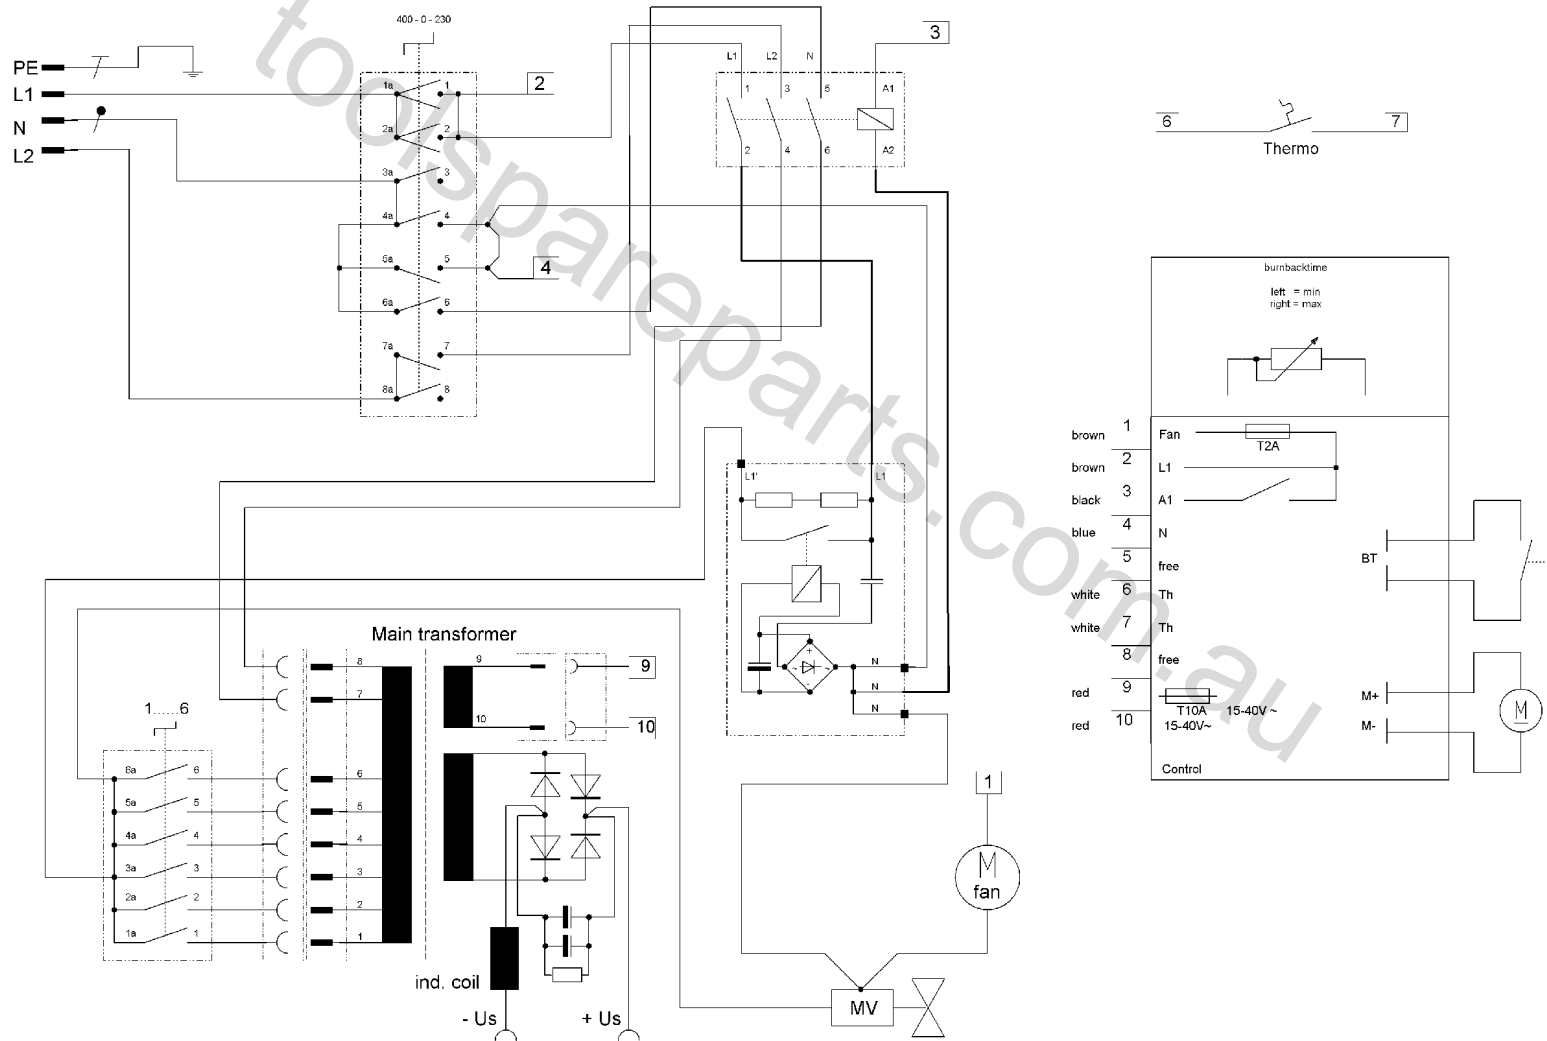 400 - 0 - 230
PE
L1
N
L2
1a 1
2a 2
3a 3
4a 4
5a 5
6a 6
7a 7
8a 8
2
4
3
L1 L2 N
1 3 5 A1
2 4 6 A2
6 7
Thermo
burnbacktime
left = min
right = max
brown 1 Fan
T2A
brown 2 L1
black 3 A1
blue 4 N
5 free
white 6 Th
white 7 Th
8 free
red 9
T10A 15-40V ~
red 10 15-40V~
BT
M+
M-
M
Control
L1' L1
+
~ ~
-
N
N
N
Main transformer
8
7
6
5
4
3
2
1
9
10
9
10
1......6
6a 6
5a 5
4a 4
3a 3
2a 2
1a 1
ind. coil
- Us + Us
1
M
fan
MV
toolspareparts.com.au